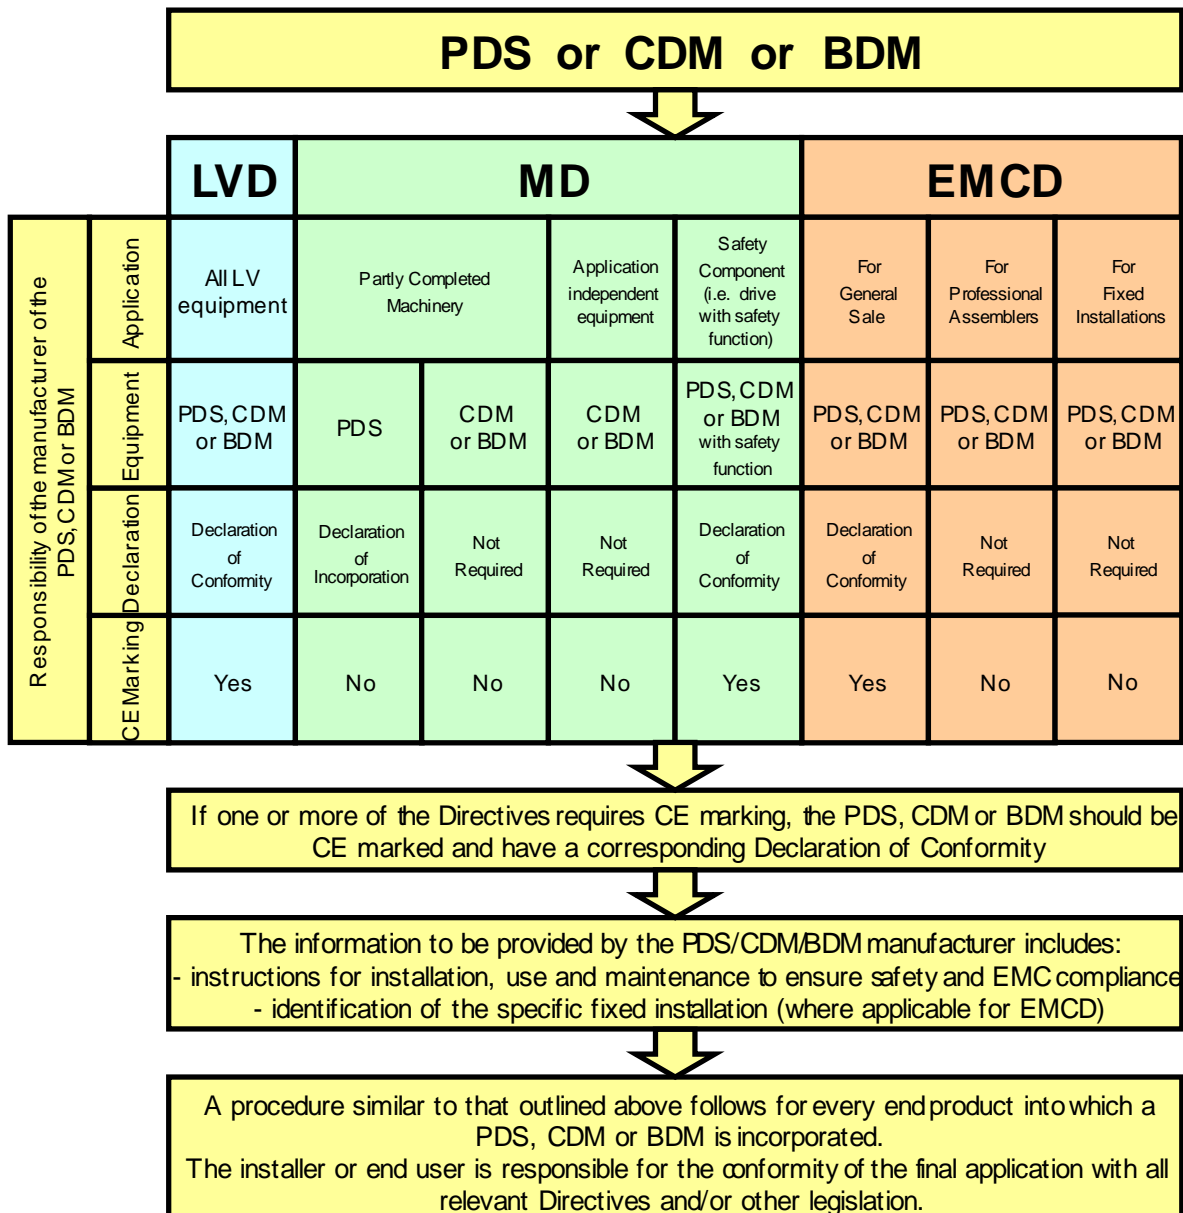 PDS or CDM or BDM
LVD
MD
EMCD
Responsibility of the manufacturer of the
PDS, CDM or BDM
Application
All LV
equipment
Partly Completed
Machinery
Application
independent
equipment
Safety
Component
(i.e. drive
with safety
function)
For
General
Sale
For
Professional
Assemblers
For
Fixed
Installations
Equipment
PDS, CDM
or BDM
PDS
CDM
or BDM
CDM
or BDM
PDS, CDM
or BDM
with safety
function
PDS, CDM
or BDM
PDS, CDM
or BDM
PDS, CDM
or BDM
Declaration
Declaration
of
Conformity
Declaration
of
Incorporation
Not
Required
Not
Required
Declaration
of
Conformity
Declaration
of
Conformity
Not
Required
Not
Required
CE Marking
Yes
No
No
No
Yes
Yes
No
No
If one or more of the Directives requires CE marking, the PDS, CDM or BDM should be
CE marked and have a corresponding Declaration of Conformity
The information to be provided by the PDS/CDM/BDM manufacturer includes:
- instructions for installation, use and maintenance to ensure safety and EMC compliance
- identification of the specific fixed installation (where applicable for EMCD)
A procedure similar to that outlined above follows for every end product into which a
PDS, CDM or BDM is incorporated.
The installer or end user is responsible for the conformity of the final application with all
relevant Directives and/or other legislation.